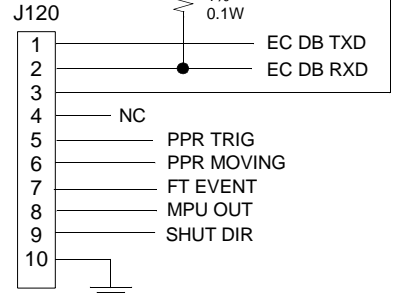 0.1W
J120
1 EC DB TXD
2 EC DB RXD
3
4 NC
5 PPR TRIG
6 PPR MOVING
7 FT EVENT
8 MPU OUT
9 SHUT DIR
10